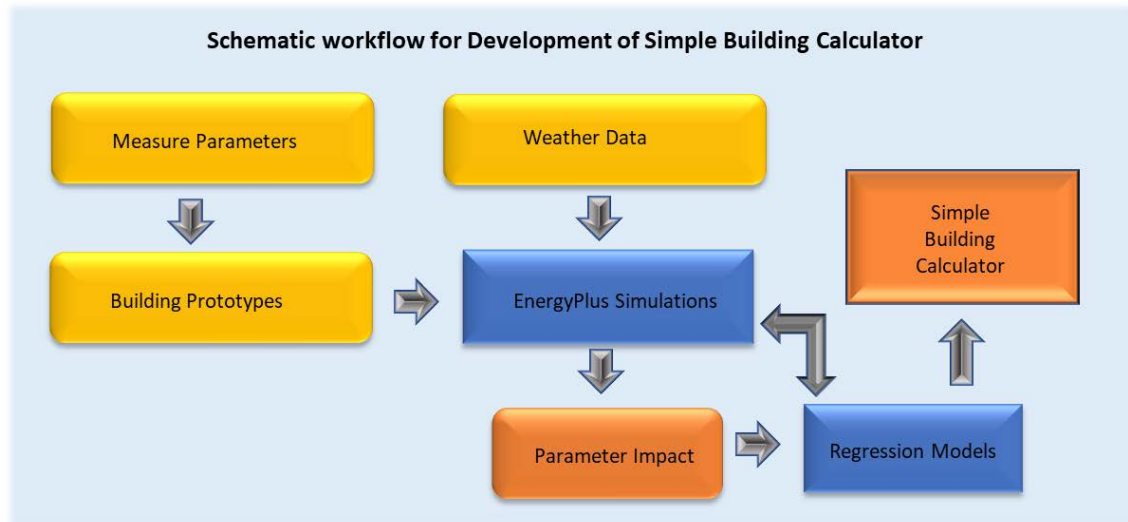 Schematic workflow for Development of Simple Building Calculator
Measure Parameters
Weather Data
Simple
Building
Calculator
Building Prototypes
EnergyPlus Simulations
Parameter Impact
Regression Models